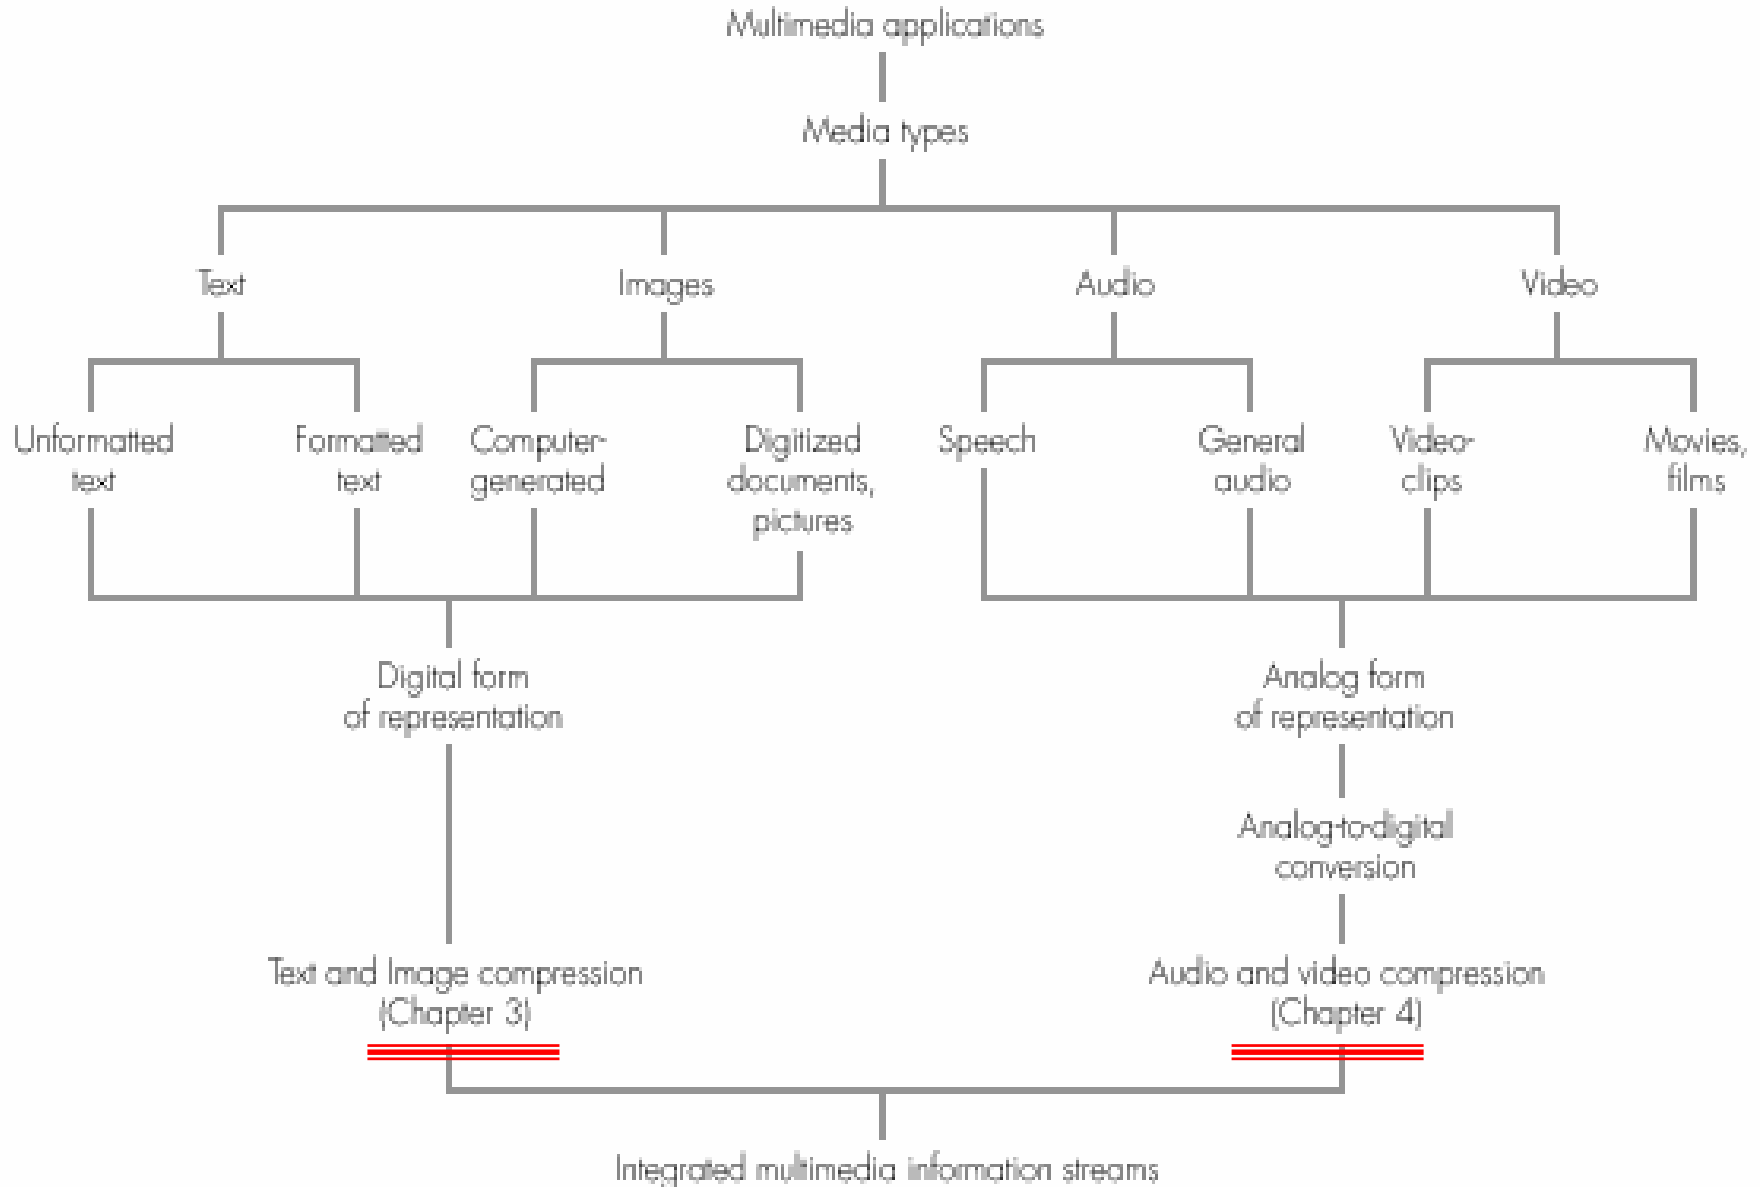 Multimedia applications
Media types
Text
Images
Audio
Video
Unformatted
text
Formatted
text
Computer-
generated
Digitized
documents,
pictures
Speech
General
audio
Video-
clips
Movies,
films
Digital form
of representation
Analog form
of representation
Analog-to-digital
conversion
Text and Image compression
(Chapter 3)
Audio and video compression
(Chapter 4)
Integrated multimedia information streams